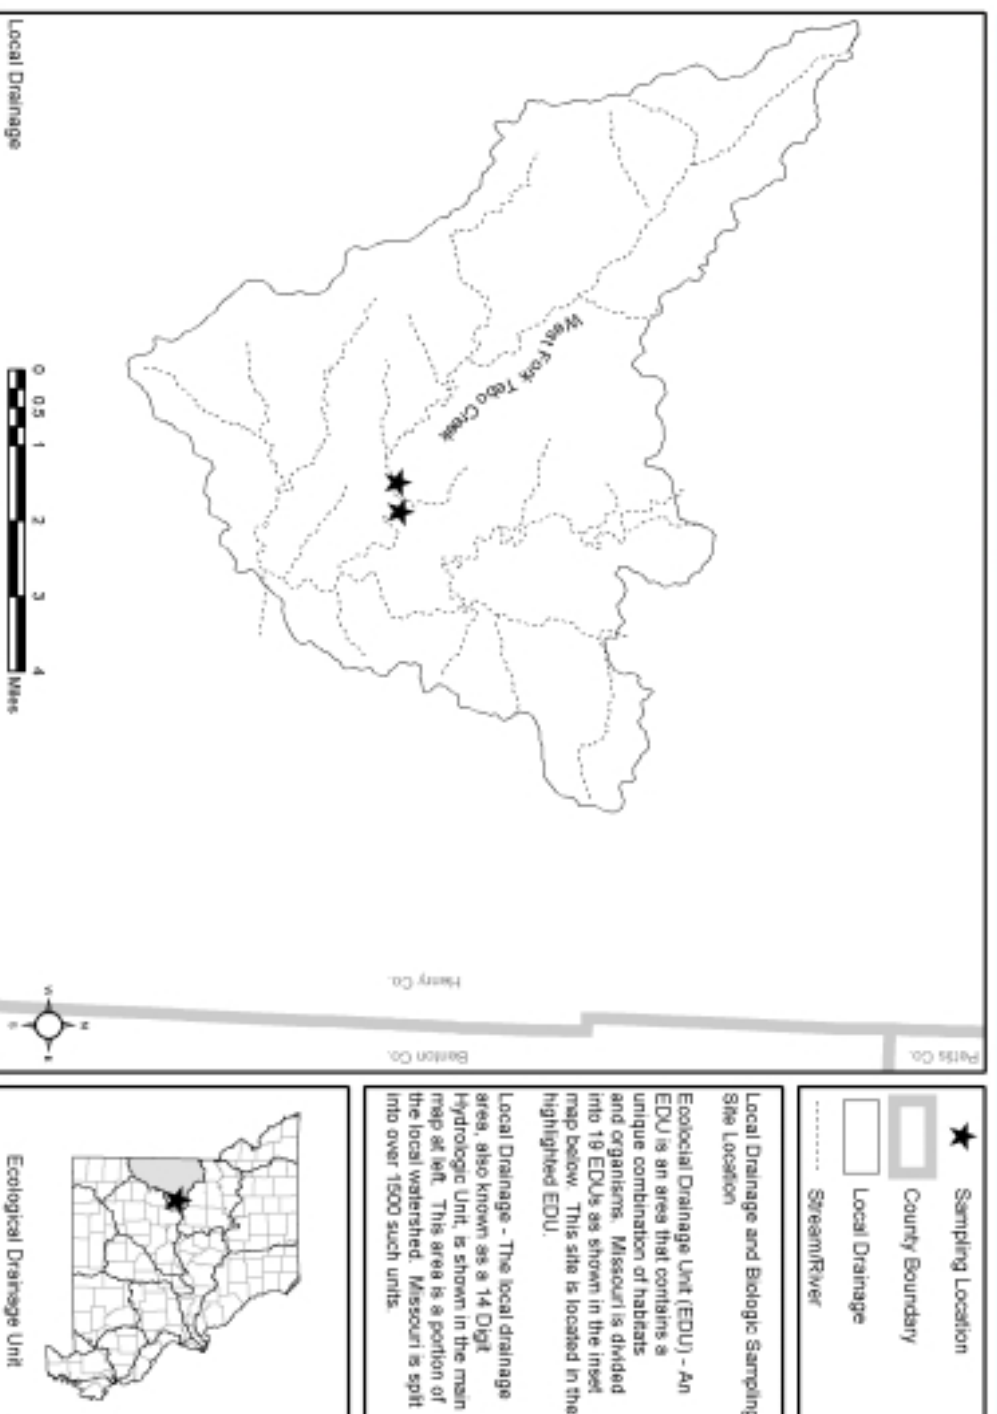 West Fork Tebo Creek
Henry Co.
Benton Co.
Pettis Co.
Local Drainage
0 0.5 1 2 3 4 Miles
N
Sampling Location
County Boundary
Local Drainage
Stream/River
Local Drainage and Biologic Sampling
Site Location
Ecolocial Drainage Unit (EDU) - An
EDU is an area that contains a
unique combination of habitats
and organisms. Missouri is divided
into 19 EDUs as shown in the inset
map below. This site is located in the
highlighted EDU.
Local Drainage - The local drainage
area, also known as a 14 Digit
Hydrologic Unit, is shown in the main
map at left. This area is a portion of
the local watershed. Missouri is split
into over 1500 such units.
Ecological Drainage Unit